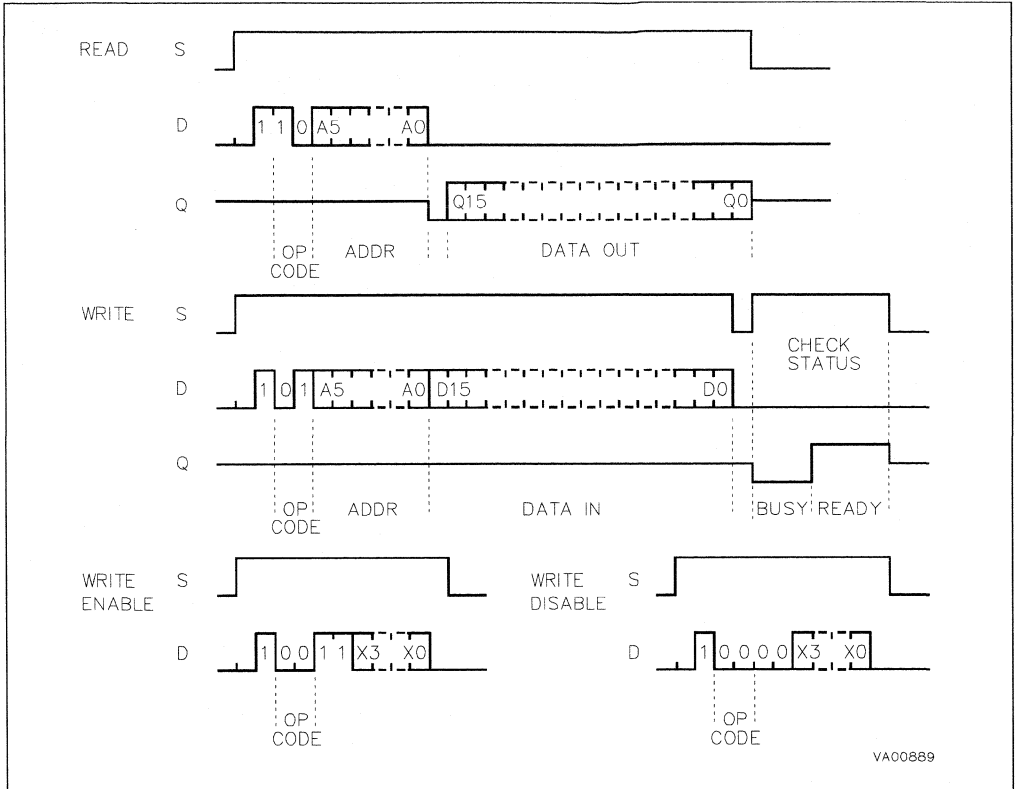 READ S
D 1 1 0 A5 A0
Q Q15 Q0
OP CODE ADDR DATA OUT
WRITE S
CHECK STATUS
D 1 0 1 A5 A0 D15 D0
Q
OP CODE ADDR DATA IN BUSY READY
WRITE ENABLE S
D 1 0 0 1 1 X3 X0
OP CODE
WRITE DISABLE S
D 1 0 0 0 0 X3 X0
OP CODE
VA00889